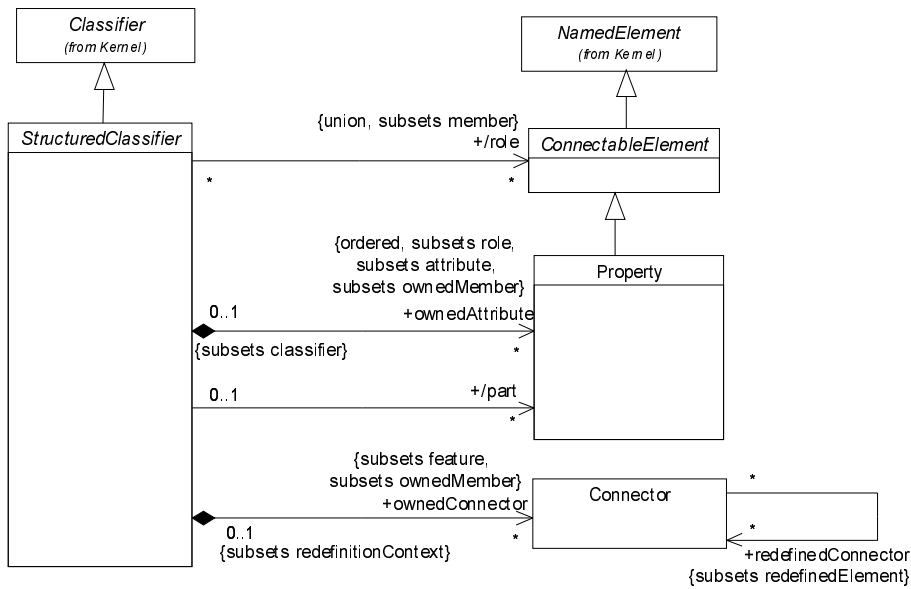 Classifier
(from Kernel)
NamedElement
(from Kernel)
StructuredClassifier
{union, subsets member}
+/role
*
*
ConnectableElement
{ordered, subsets role,
subsets attribute,
subsets ownedMember}
Property
0..1
+ownedAttribute
{subsets classifier}
*
0..1
+/part
*
{subsets feature,
subsets ownedMember}
+ownedConnector
Connector
*
0..1
*
*
{subsets redefinitionContext}
+redefinedConnector
{subsets redefinedElement}